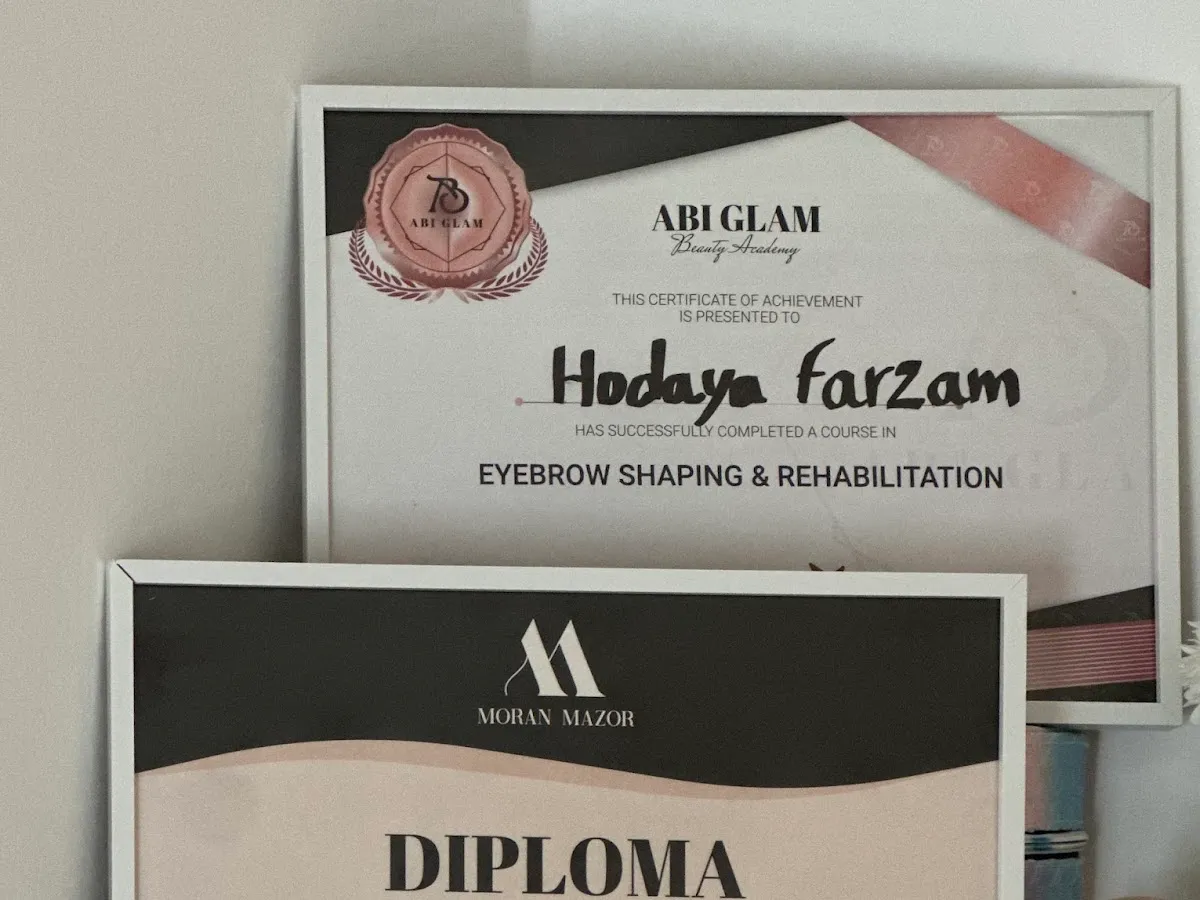 ABI GLAM
ABI GLAM
Beauty Academy
THIS CERTIFICATE OF ACHIEVEMENT
IS PRESENTED TO
Hodaya Farzam
HAS SUCCESSFULLY COMPLETED A COURSE IN
EYEBROW SHAPING & REHABILITATION
MORAN MAZOR
DIPLOMA